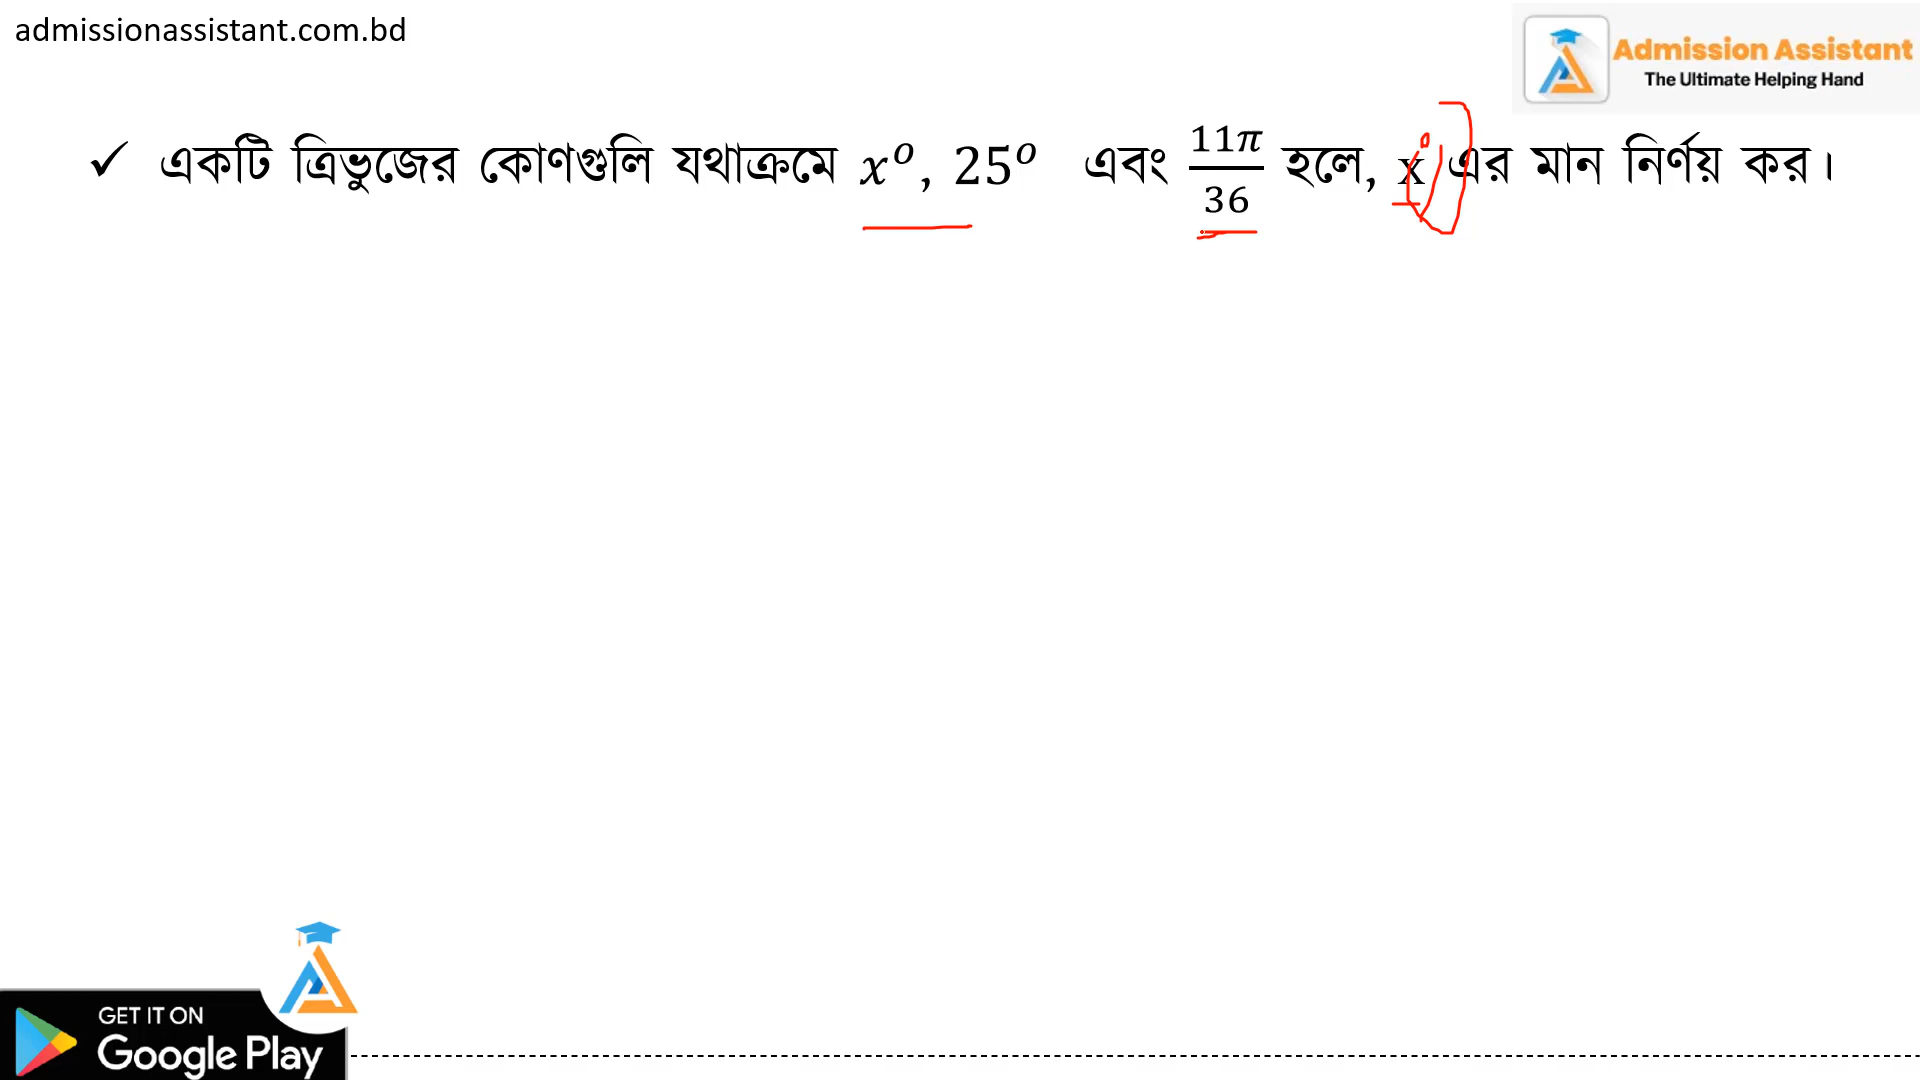 admissionassistant.com.bd
Admission Assistant
The Ultimate Helping Hand
✓ একটি ত্রিভুজের কোণগুলি যথাক্রমে x°, 25° এবং 11π/36 হলে, x° এর মান নির্ণয় কর।
GET IT ON
Google Play